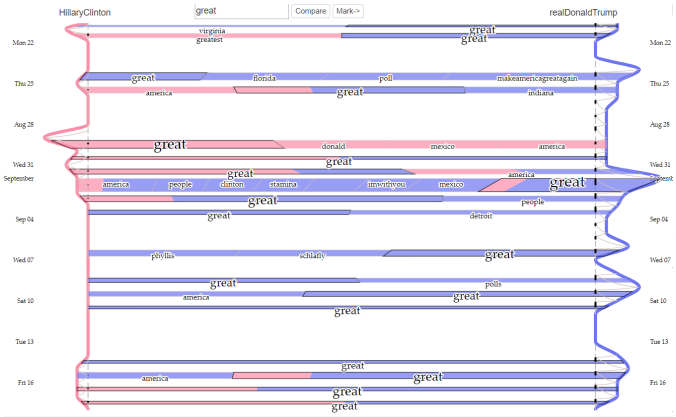 HillaryClinton great Compare Mark-> realDonaldTrump
virginia great
greatest great
Mon 22 Mon 22
great florida poll makeamericagreatagain
Thu 25 Thu 25
america great indiana
Aug 28 Aug 28
great donald mexico america
great
Wed 31 Wed 31
great america
September america people clinton stamina imwithyou mexico great
great people
great detroit
Sep 04 Sep 04
phyllis schlafly great
Wed 07 Wed 07
great polls
america great
Sat 10 Sat 10
great
Tue 13 Tue 13
great
america great
Fri 16 Fri 16
great
great